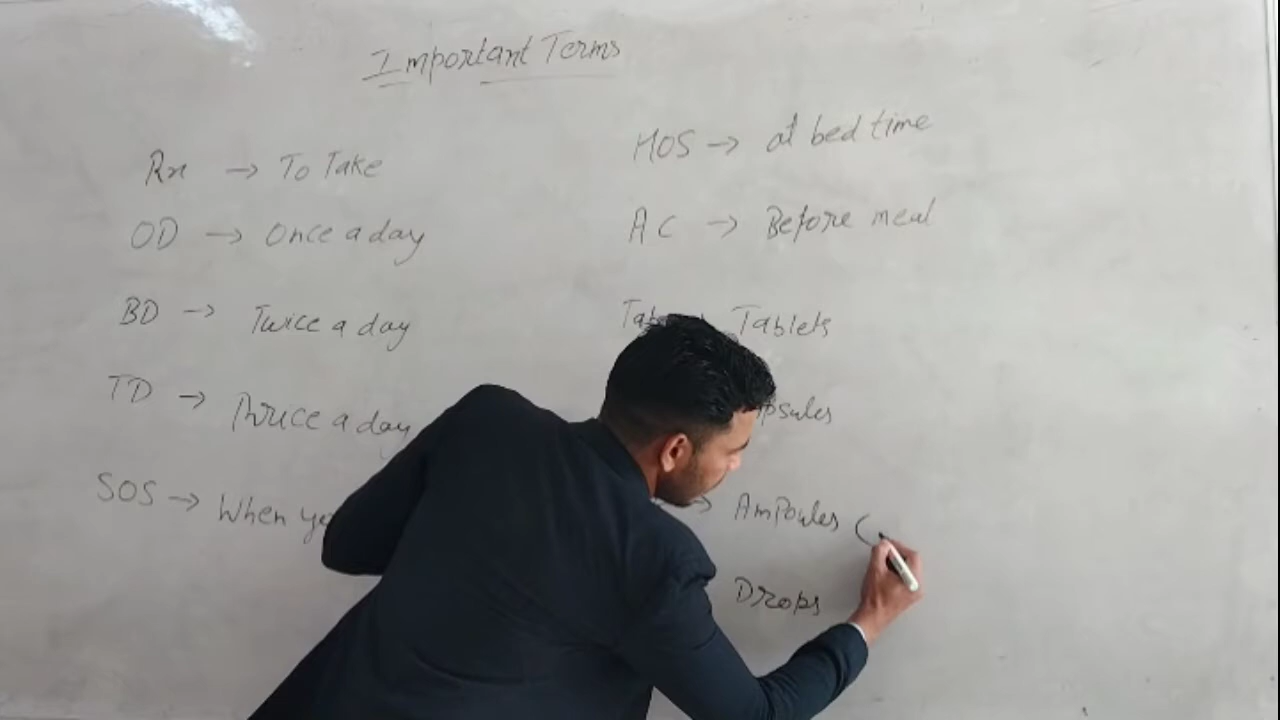 Important Terms
Rx → To Take
OD → Once a day
BD → Twice a day
TD → Thrice a day
SOS → When
HOS → at bed time
AC → Before meal
Tab → Tablets
psules
→ Ampoules (
Drops